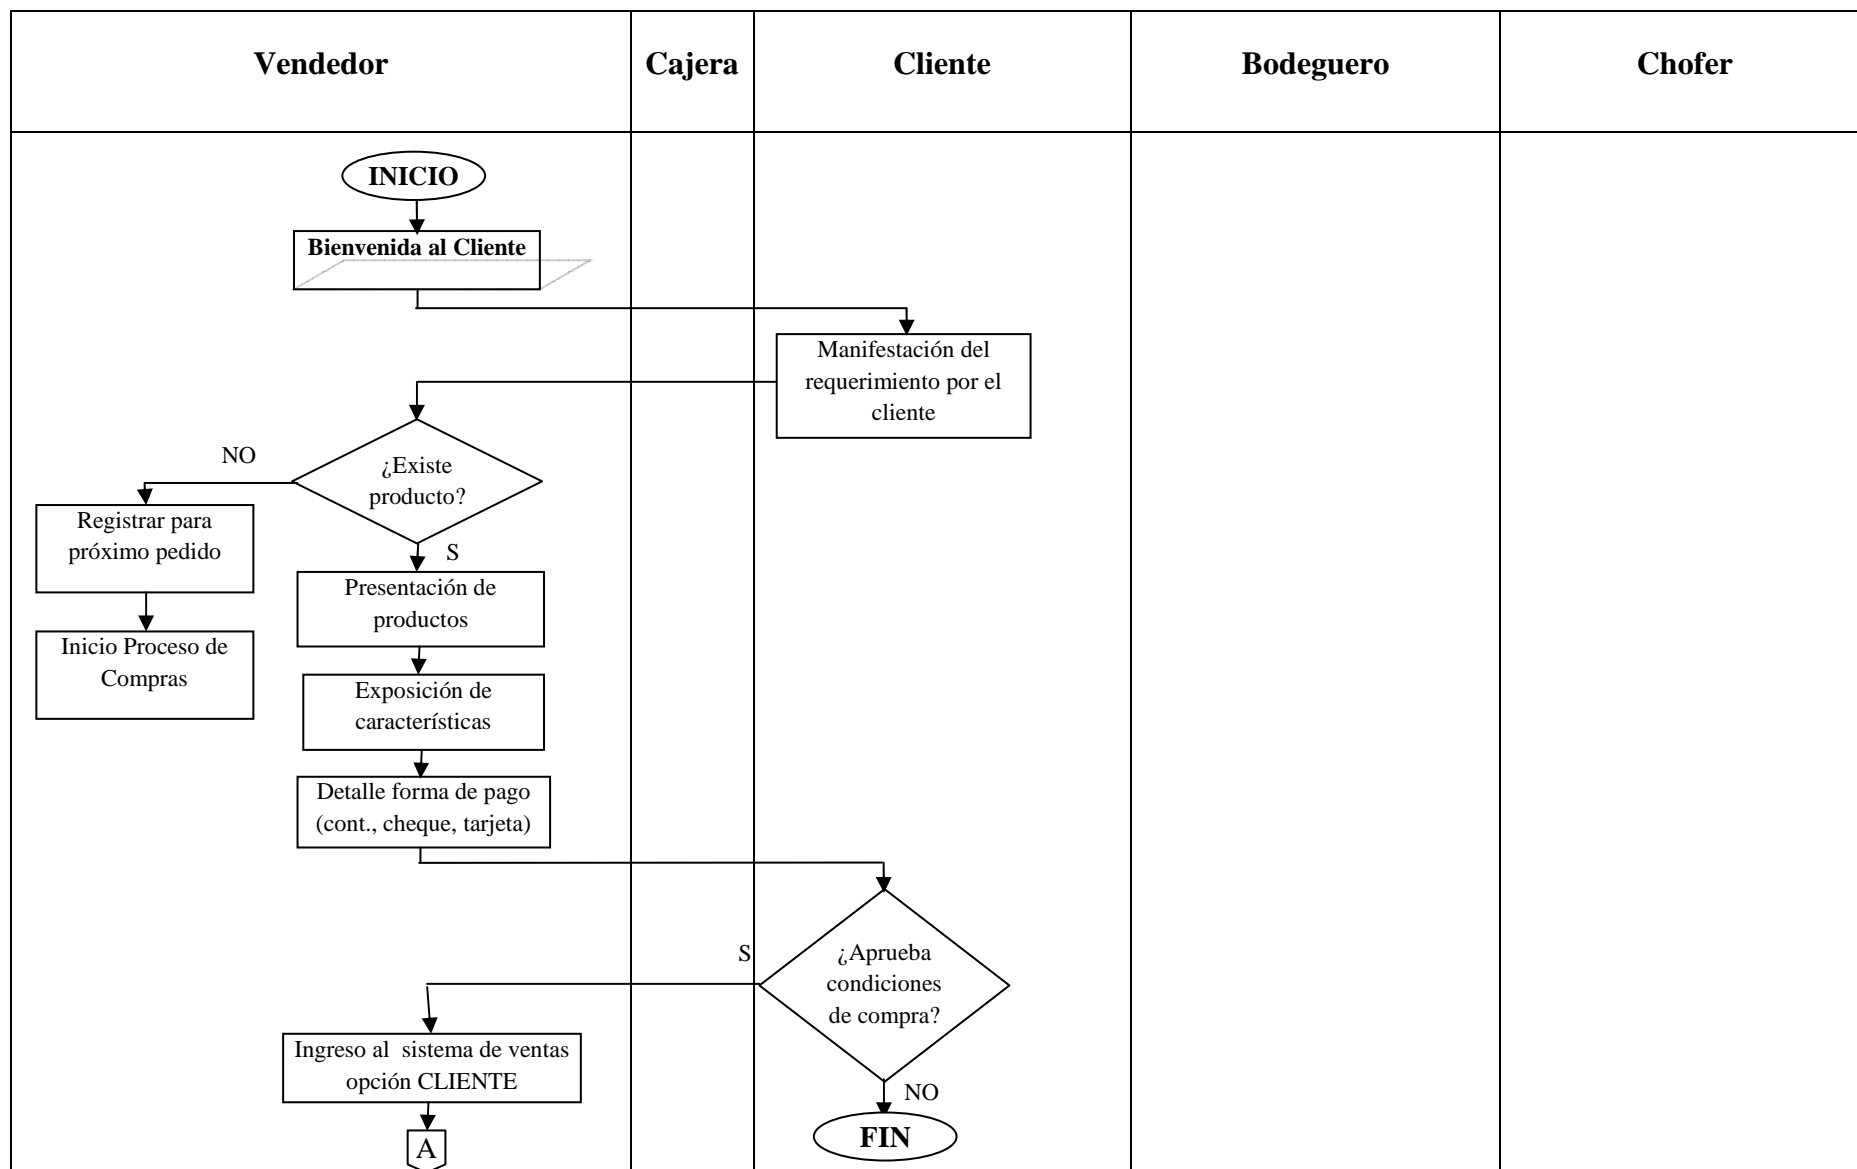 Vendedor
Cajera
Cliente
Bodeguero
Chofer
INICIO
Bienvenida al Cliente
Manifestación del
requerimiento por el
cliente
NO
¿Existe
producto?
Registrar para
próximo pedido
S
Presentación de
productos
Inicio Proceso de
Compras
Exposición de
características
Detalle forma de pago
(cont., cheque, tarjeta)
S
¿Aprueba
condiciones
de compra?
Ingreso al sistema de ventas
opción CLIENTE
NO
FIN
A